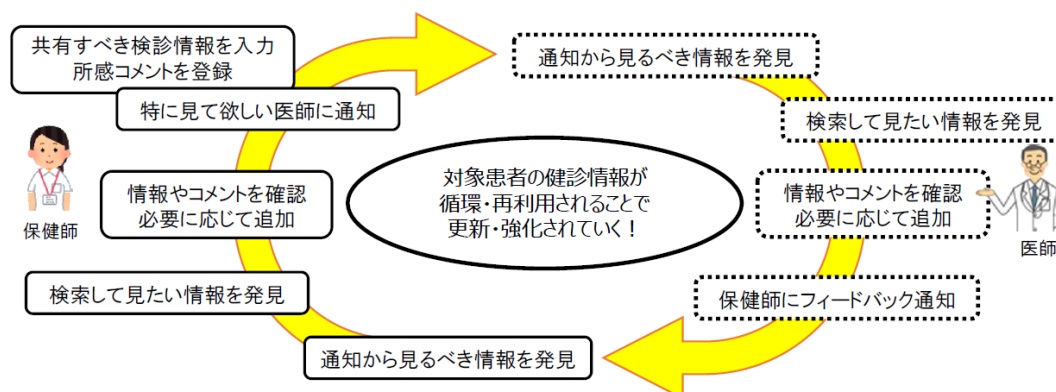 共有すべき検診情報を入力
所感コメントを登録
特に見て欲しい医師に通知
通知から見るべき情報を発見
検索して見たい情報を発見
情報やコメントを確認
必要に応じて追加
医師
保健師にフィードバック通知
対象患者の健診情報が
循環・再利用されることで
更新・強化されていく！
通知から見るべき情報を発見
検索して見たい情報を発見
情報やコメントを確認
必要に応じて追加
保健師